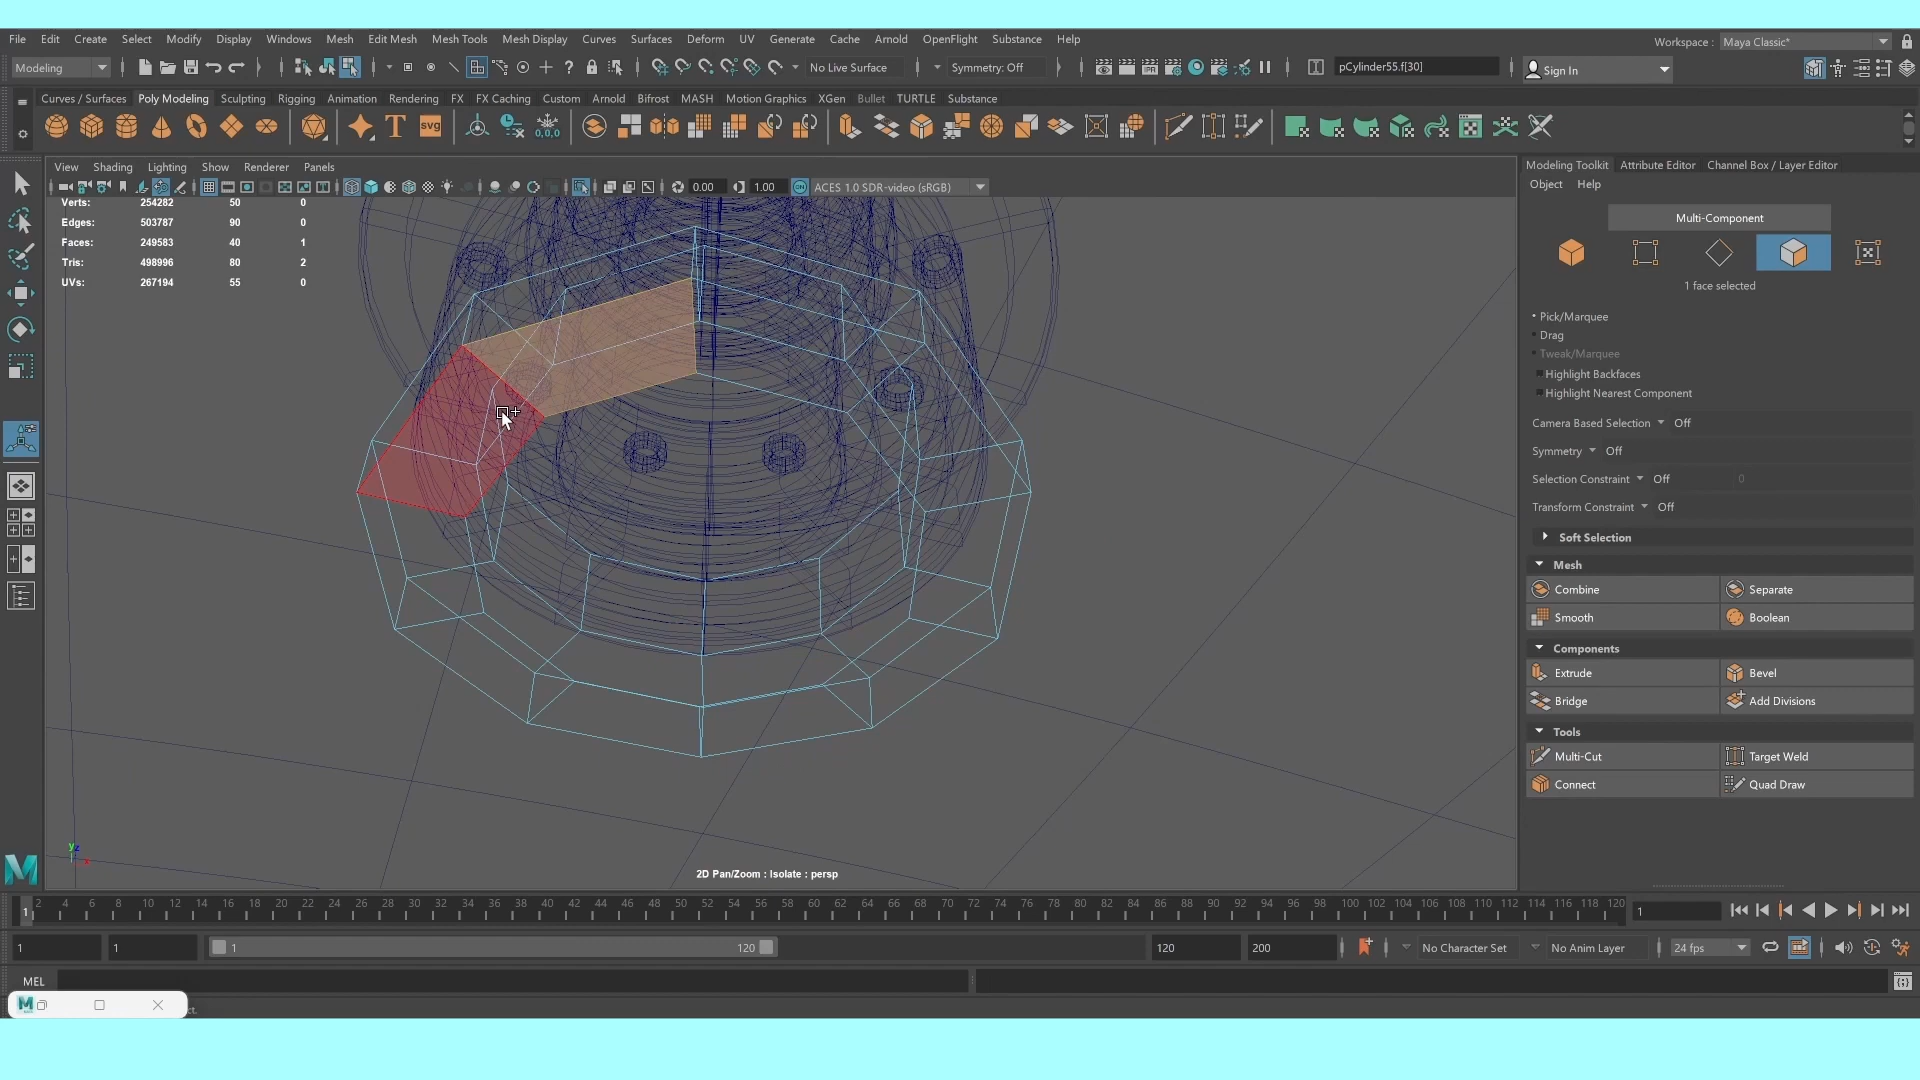 File Edit Create Select Modify Display Windows Mesh Edit Mesh Mesh Tools Mesh Display Curves Surfaces Deform UV Generate Cache Arnold OpenFlight Substance Help
Workspace : Maya Classic*
Modeling No Live Surface Symmetry: Off pCylinder55.f[30] Sign In
Curves / Surfaces Poly Modeling Sculpting Rigging Animation Rendering FX FX Caching Custom Arnold Bifrost MASH Motion Graphics XGen Bullet TURTLE Substance
T svg 0,0,0
View Shading Lighting Show Renderer Panels
0.00 1.00 ACES 1.0 SDR-video (sRGB)
Verts: 254282 50 0
Edges: 503787 90 0
Faces: 249583 40 1
Tris: 498996 80 2
UVs: 267194 55 0
2D Pan/Zoom : Isolate : persp
Modeling Toolkit Attribute Editor Channel Box / Layer Editor
Object Help
Multi-Component
1 face selected
Pick/Marquee
Drag
Tweak/Marquee
Highlight Backfaces
Highlight Nearest Component
Camera Based Selection Off
Symmetry Off
Selection Constraint Off 0
Transform Constraint Off
Soft Selection
Mesh
Combine Separate
Smooth Boolean
Components
Extrude Bevel
Bridge Add Divisions
Tools
Multi-Cut Target Weld
Connect Quad Draw
1 2 4 6 8 10 12 14 16 18 20 22 24 26 28 30 32 34 36 38 40 42 44 46 48 50 52 54 56 58 60 62 64 66 68 70 72 74 76 78 80 82 84 86 88 90 92 94 96 98 100 102 104 106 108 110 112 114 116 118 120 1
1 1 1 120 120 200 No Character Set No Anim Layer 24 fps
MEL